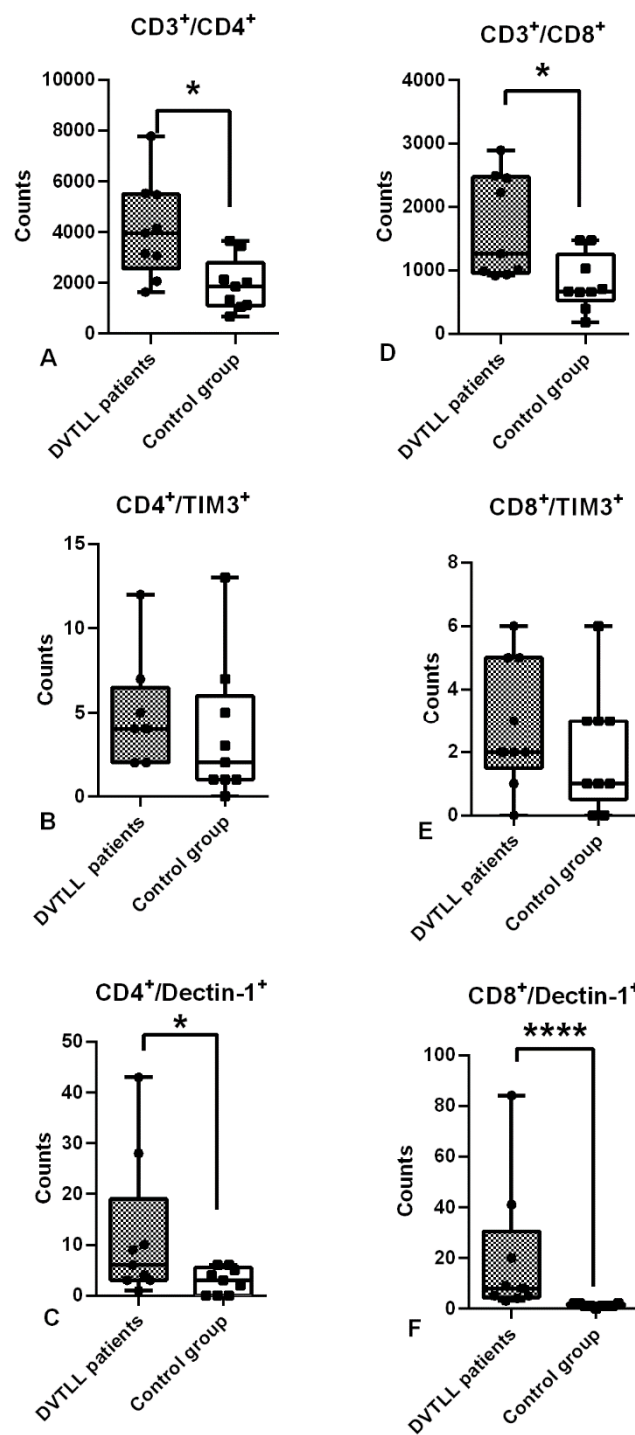 CD3⁺/CD4⁺
*
10000
8000
6000
4000
2000
0
Counts
A
DVTLL patients
Control group
CD3⁺/CD8⁺
*
4000
3000
2000
1000
0
Counts
D
DVTLL patients
Control group
CD4⁺/TIM3⁺
15
10
5
0
Counts
B
DVTLL patients
Control group
CD8⁺/TIM3⁺
8
6
4
2
0
Counts
E
DVTLL patients
Control group
CD4⁺/Dectin-1⁺
*
50
40
30
20
10
0
Counts
C
DVTLL patients
Control group
CD8⁺/Dectin-1⁺
****
100
80
60
40
20
0
Counts
F
DVTLL patients
Control group